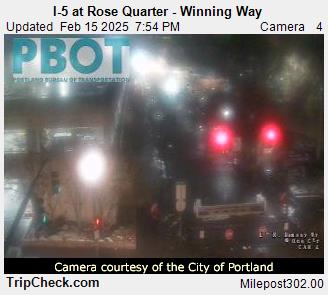 I-5 at Rose Quarter - Winning Way
Updated  Feb 15 2025  7:54 PM
Camera  4
PBOT
PORTLAND BUREAU OF TRANSPORTATION
Camera courtesy of the City of Portland
TripCheck.com
Milepost302.00